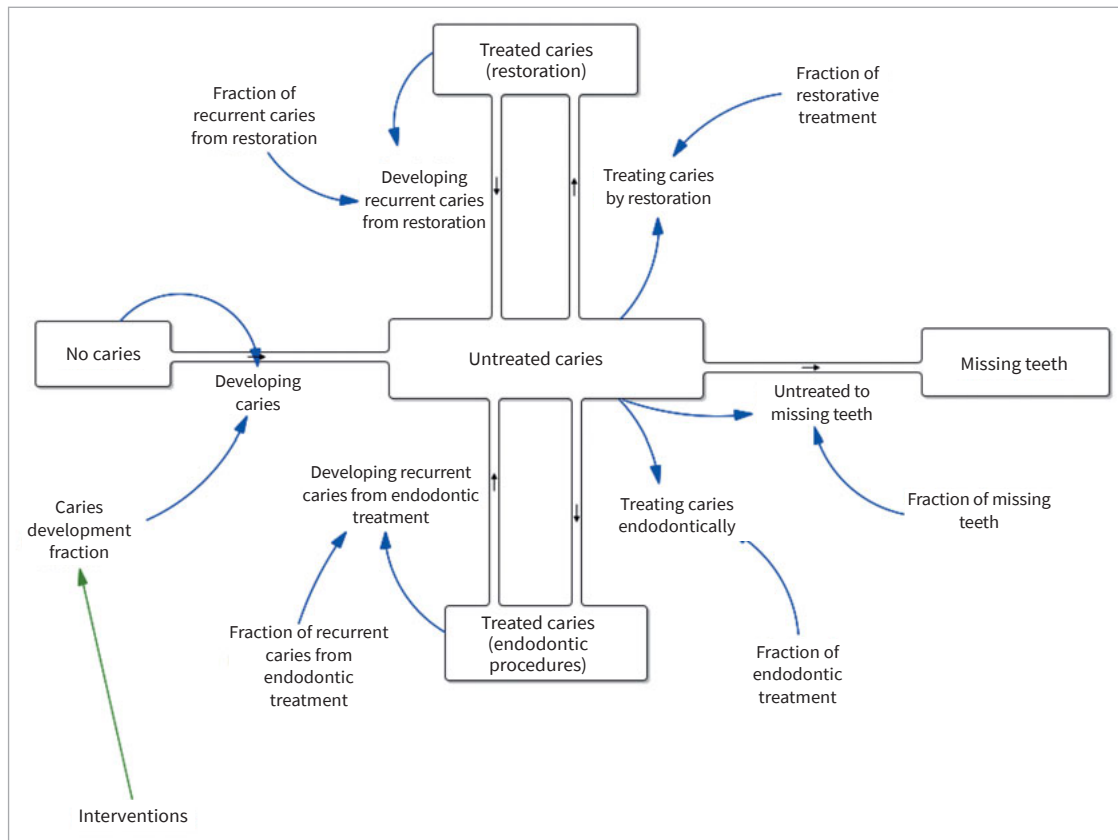 Treated caries
(restoration)
Fraction of
recurrent caries
from restoration
Fraction of
restorative
treatment
Developing
recurrent caries
from restoration
Treating caries
by restoration
No caries
Untreated caries
Missing teeth
Developing
caries
Untreated to
missing teeth
Developing recurrent
caries from endodontic
treatment
Treating caries
endodontically
Caries
development
fraction
Fraction of missing
teeth
Treated caries
(endodontic
procedures)
Fraction of recurrent
caries from
endodontic
treatment
Fraction of
endodontic
treatment
Interventions